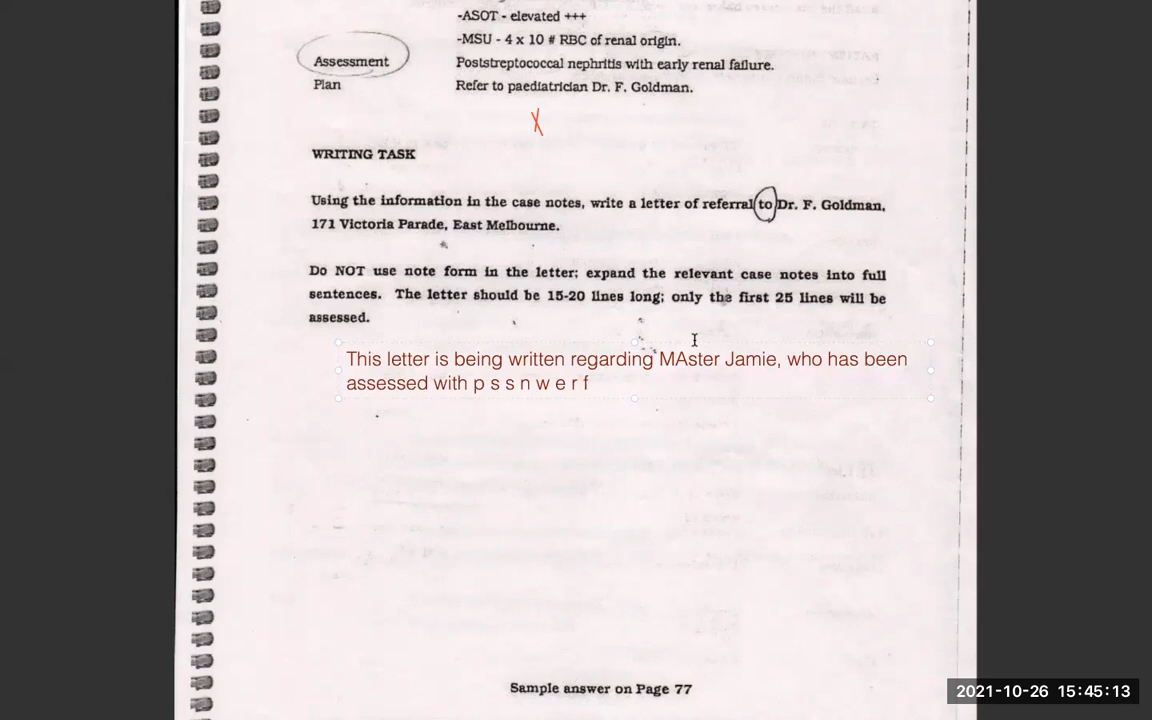 -ASOT - elevated +++
-MSU - 4 x 10 # RBC of renal origin.
Assessment Poststreptococcal nephritis with early renal failure.
Plan Refer to paediatrician Dr. F. Goldman.
X
WRITING TASK
Using the information in the case notes, write a letter of referral to Dr. F. Goldman,
171 Victoria Parade, East Melbourne.
Do NOT use note form in the letter; expand the relevant case notes into full
sentences. The letter should be 15-20 lines long; only the first 25 lines will be
assessed.
This letter is being written regarding MAster Jamie, who has been
assessed with p s s n w e r f
Sample answer on Page 77
2021-10-26 15:45:13